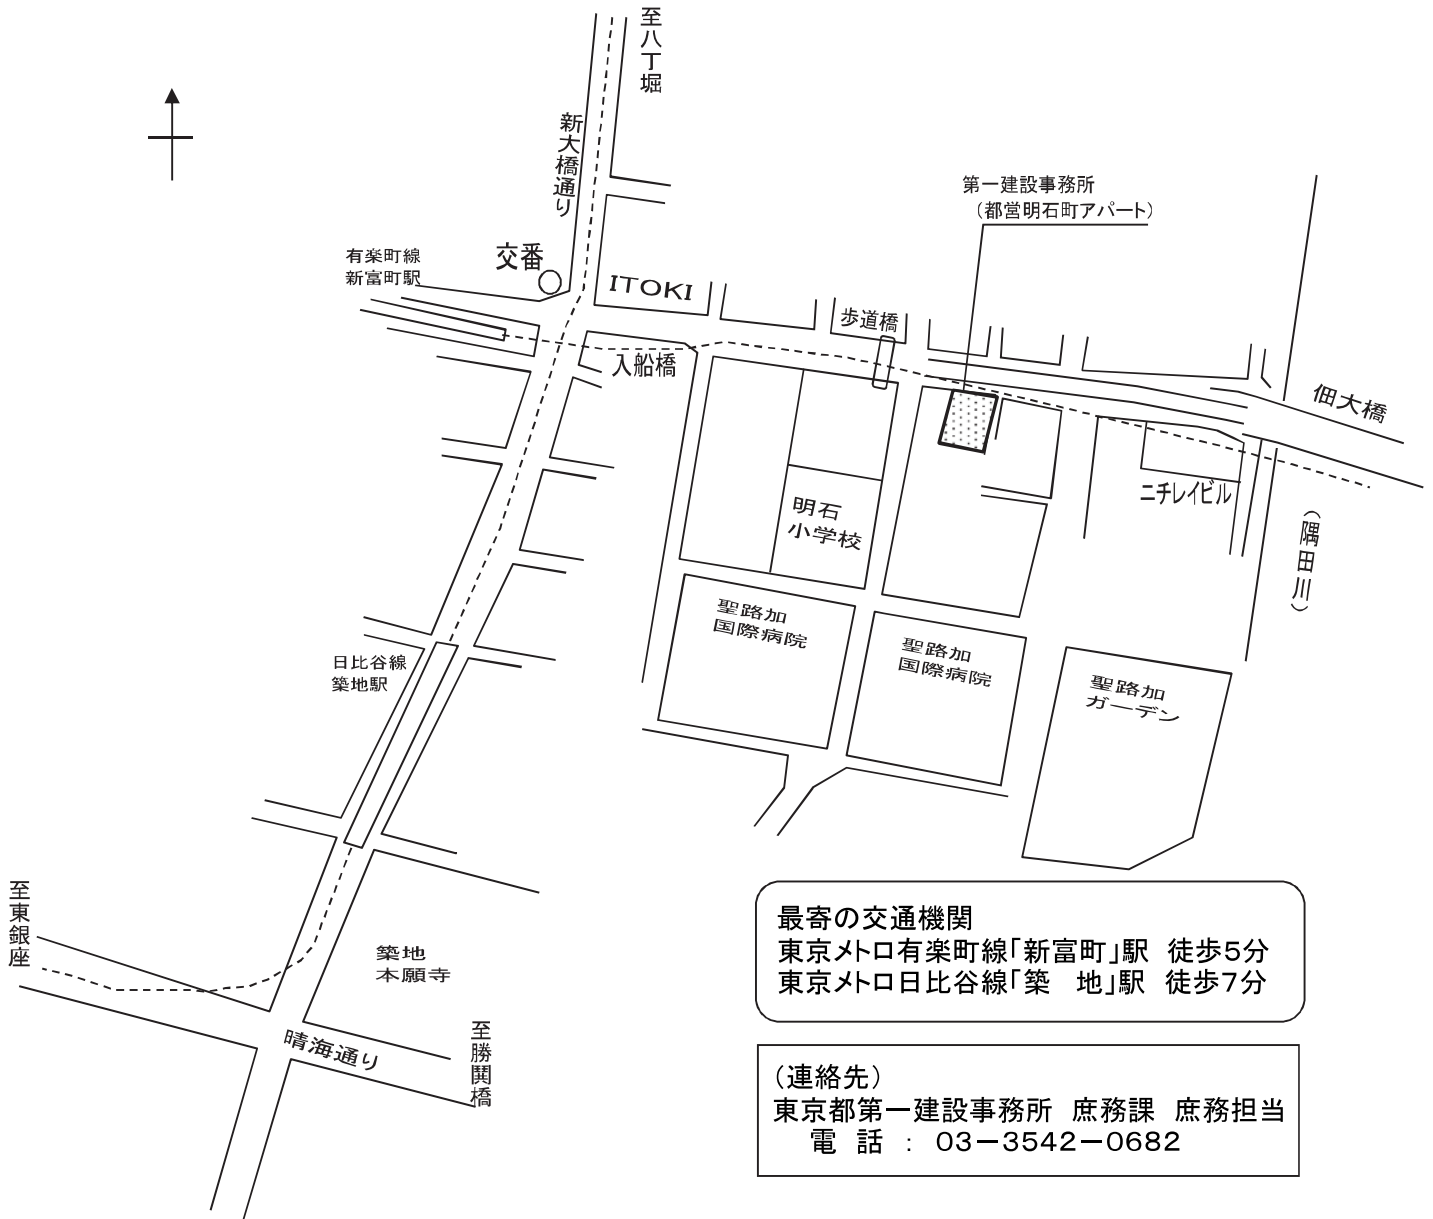 至八丁堀
新大橋通り
第一建設事務所
（都営明石町アパート）
有楽町線
新富町駅
交番
ITOKI
歩道橋
入船橋
佃大橋
ニチレイビル
明石
小学校
（隅田川）
聖路加
国際病院
聖路加
国際病院
聖路加
ガーデン
日比谷線
築地駅
至東銀座
築地
本願寺
晴海通り
至勝鬨橋
最寄の交通機関
東京メトロ有楽町線「新富町」駅　徒歩5分
東京メトロ日比谷線「築　地」駅　徒歩7分
（連絡先）
東京都第一建設事務所　庶務課　庶務担当
電　話　：　０３－３５４２－０６８２